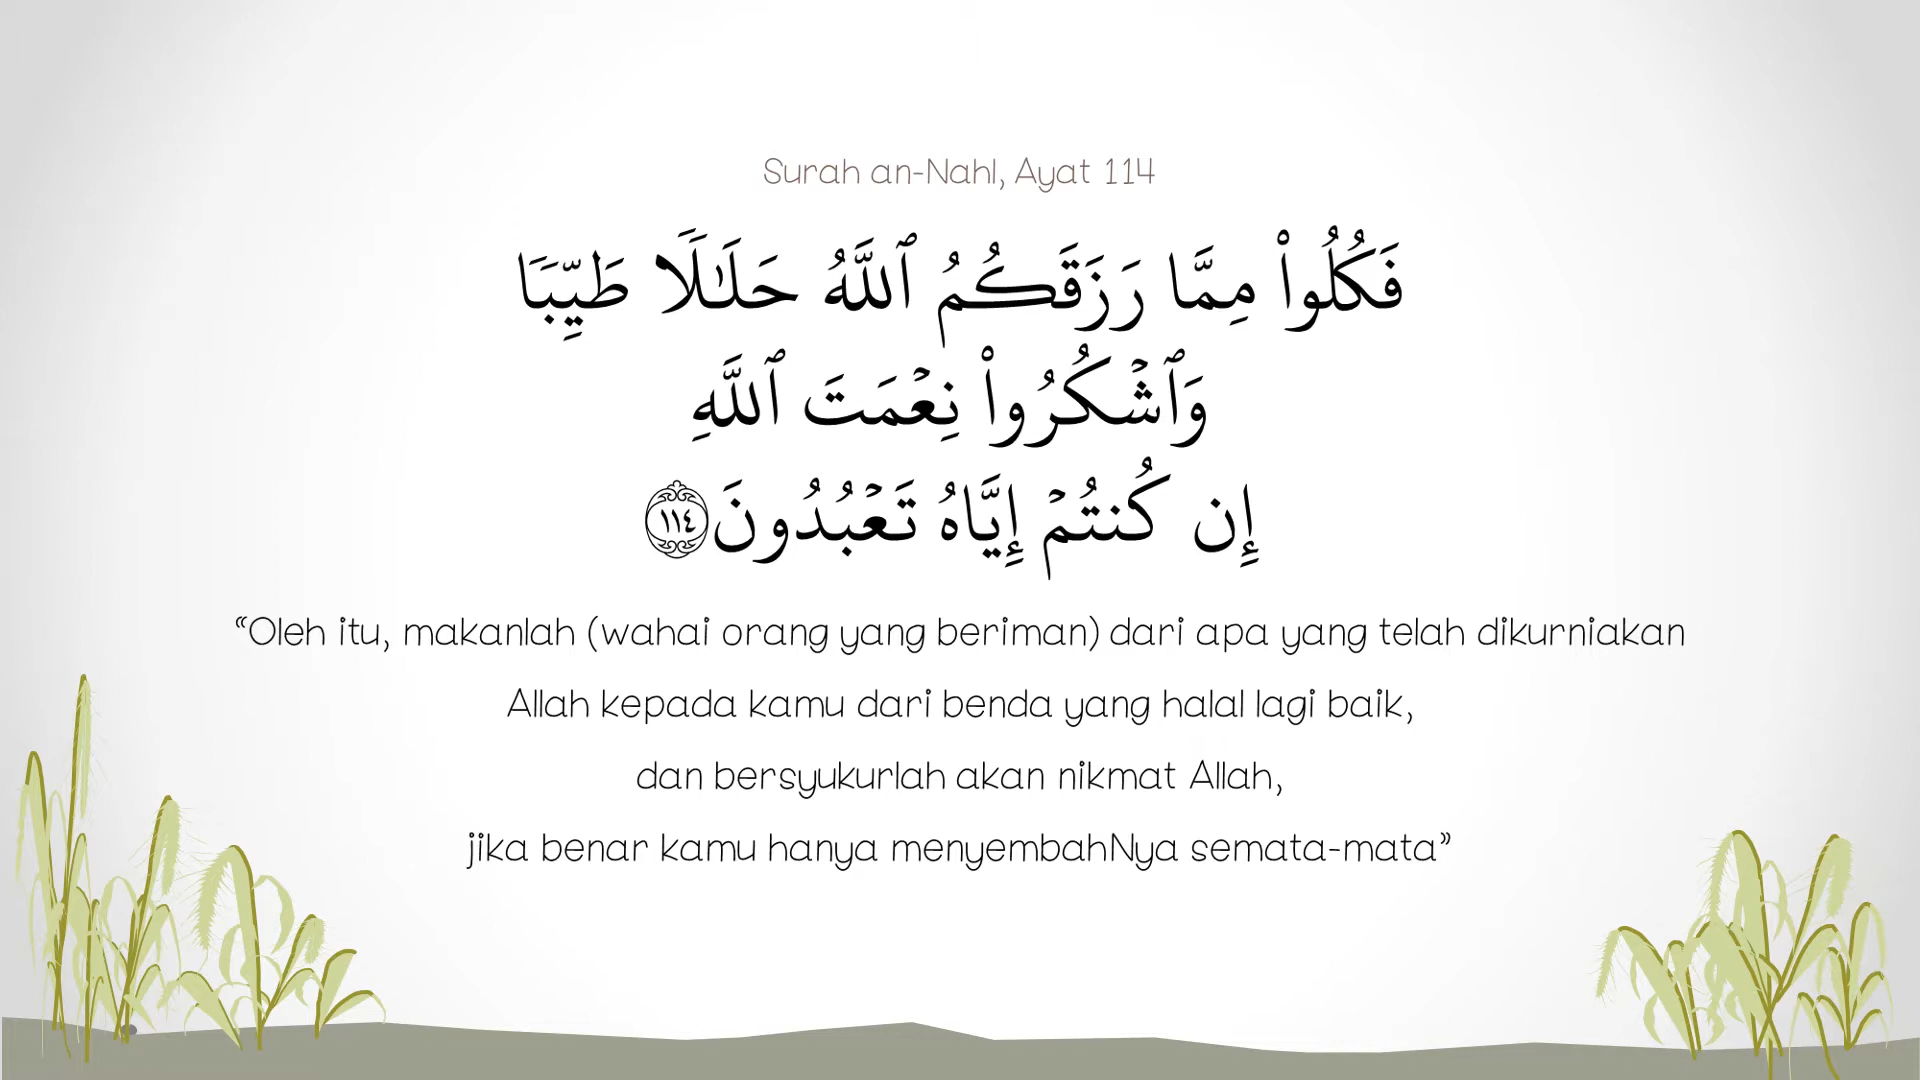 Surah an-Nahl, Ayat 114
فَكُلُوا۟ مِمَّا رَزَقَكُمُ ٱللَّهُ حَلَـٰلًا طَيِّبًا
وَٱشْكُرُوا۟ نِعْمَتَ ٱللَّهِ
إِن كُنتُمْ إِيَّاهُ تَعْبُدُونَ ١١٤
“Oleh itu, makanlah (wahai orang yang beriman) dari apa yang telah dikurniakan
Allah kepada kamu dari benda yang halal lagi baik,
dan bersyukurlah akan nikmat Allah,
jika benar kamu hanya menyembahNya semata-mata”